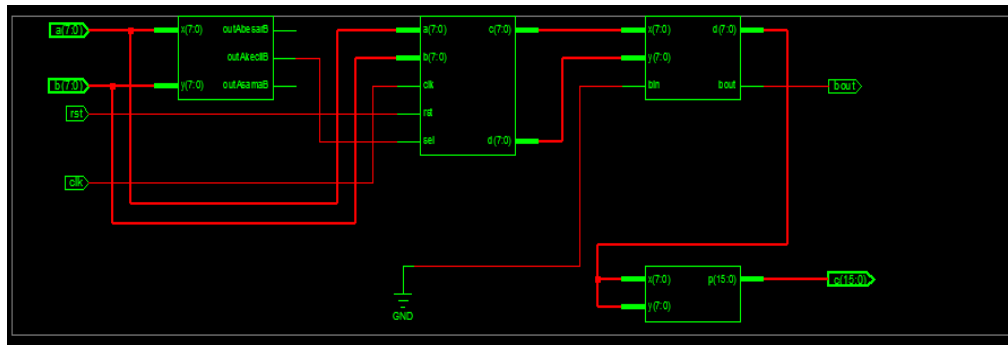 a(7:0)
x(7:0)
outAbesarB
a(7:0)
c(7:0)
x(7:0)
d(7:0)
outAkecilB
b(7:0)
y(7:0)
b(7:0)
y(7:0)
outAsamaB
clk
bin
bout
bout
rst
rst
sel
d(7:0)
clk
x(7:0)
p(15:0)
y(7:0)
GND